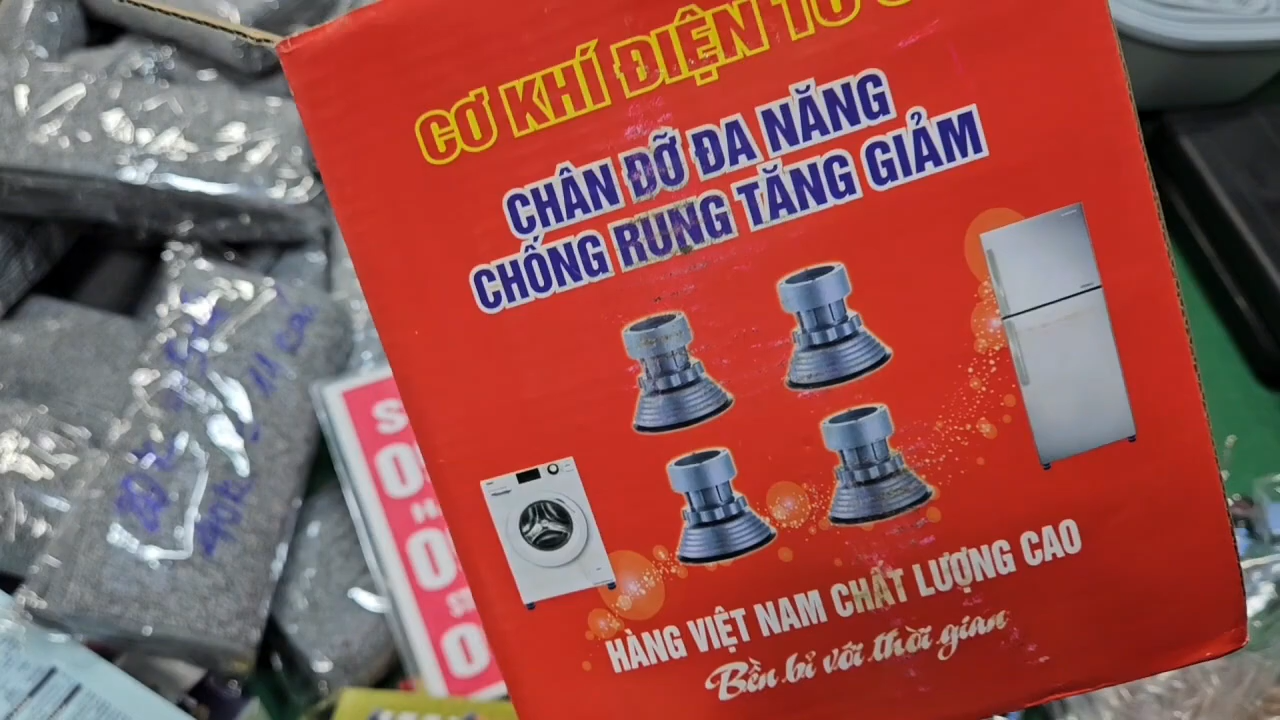 CƠ KHÍ ĐIỆN TỬ
CHÂN ĐỠ ĐA NĂNG
CHỐNG RUNG TĂNG GIẢM
HÀNG VIỆT NAM CHẤT LƯỢNG CAO
Bền bỉ với thời gian